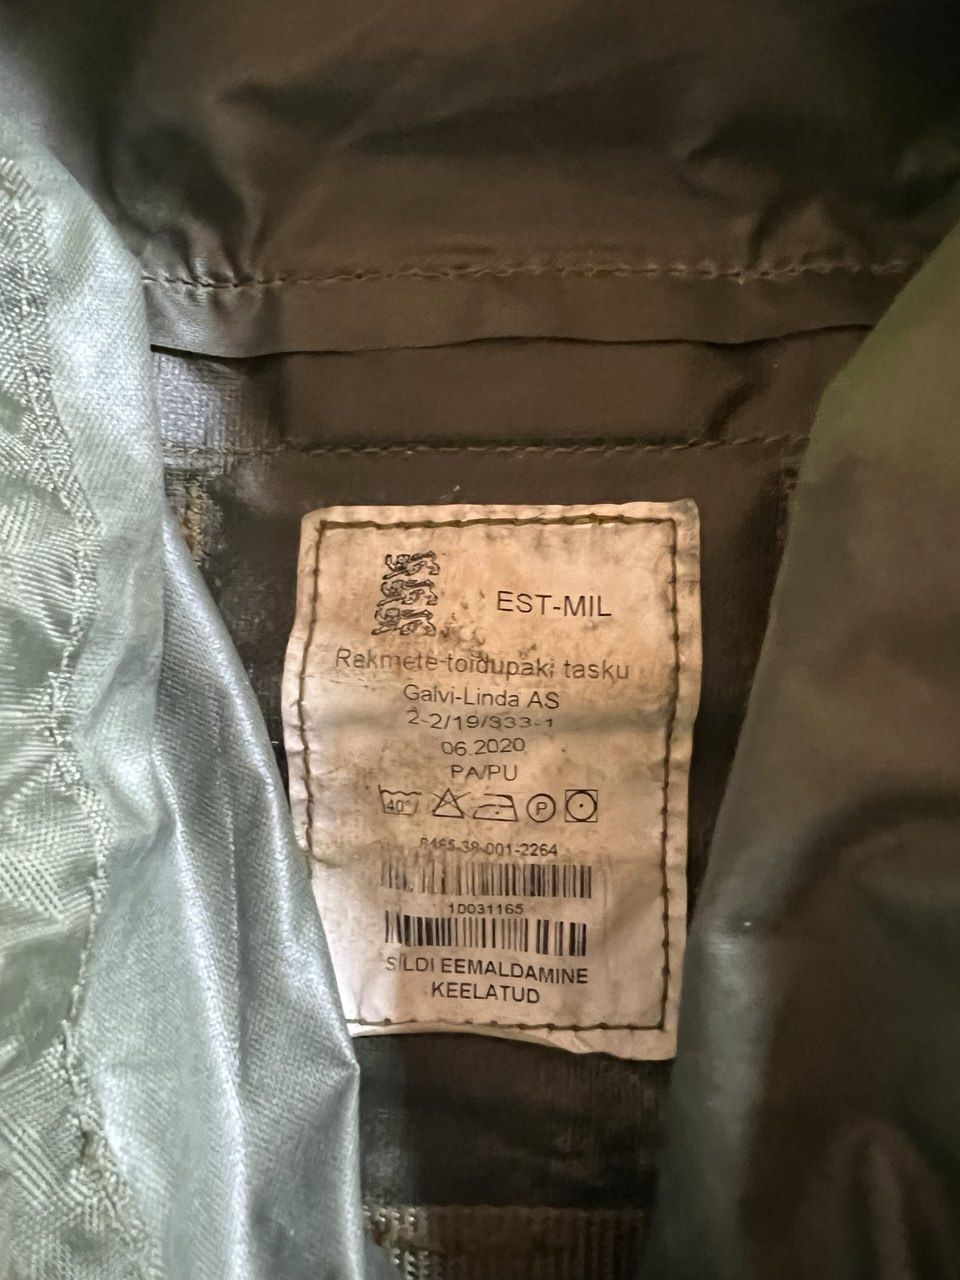 EST-MIL
Rakmete-toidupaki tasku
Galvi-Linda AS
2-2/19/333-1
06.2020
PA/PU
40° P
8465-39-001-2264
10031165
SILDI EEMALDAMINE
KEELATUD